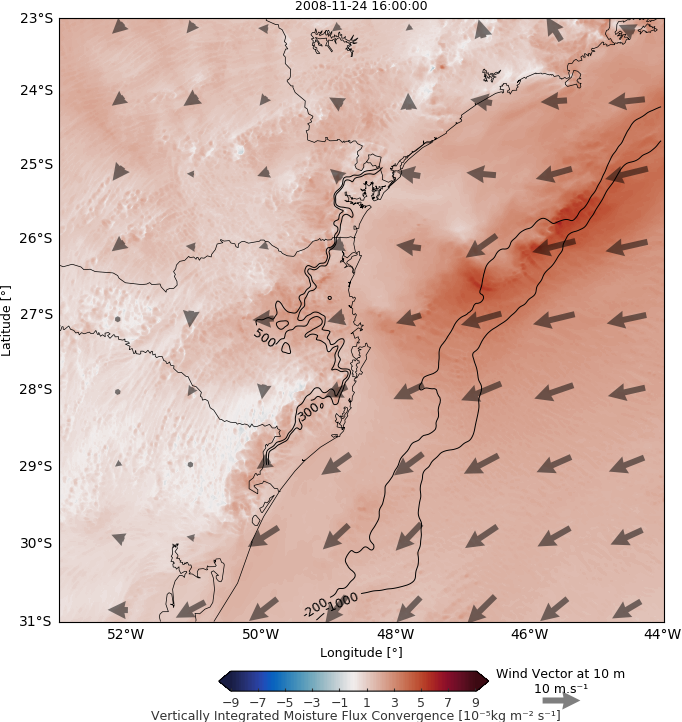 2008-11-24 16:00:00
23°S
24°S
25°S
26°S
27°S
28°S
29°S
30°S
31°S
Latitude [°]
500
300
-200
-1000
52°W 50°W 48°W 46°W 44°W
Longitude [°]
Wind Vector at 10 m
10 m.s⁻¹
−9 −7 −5 −3 −1 1 3 5 7 9
Vertically Integrated Moisture Flux Convergence [10⁻⁵kg m⁻² s⁻¹]